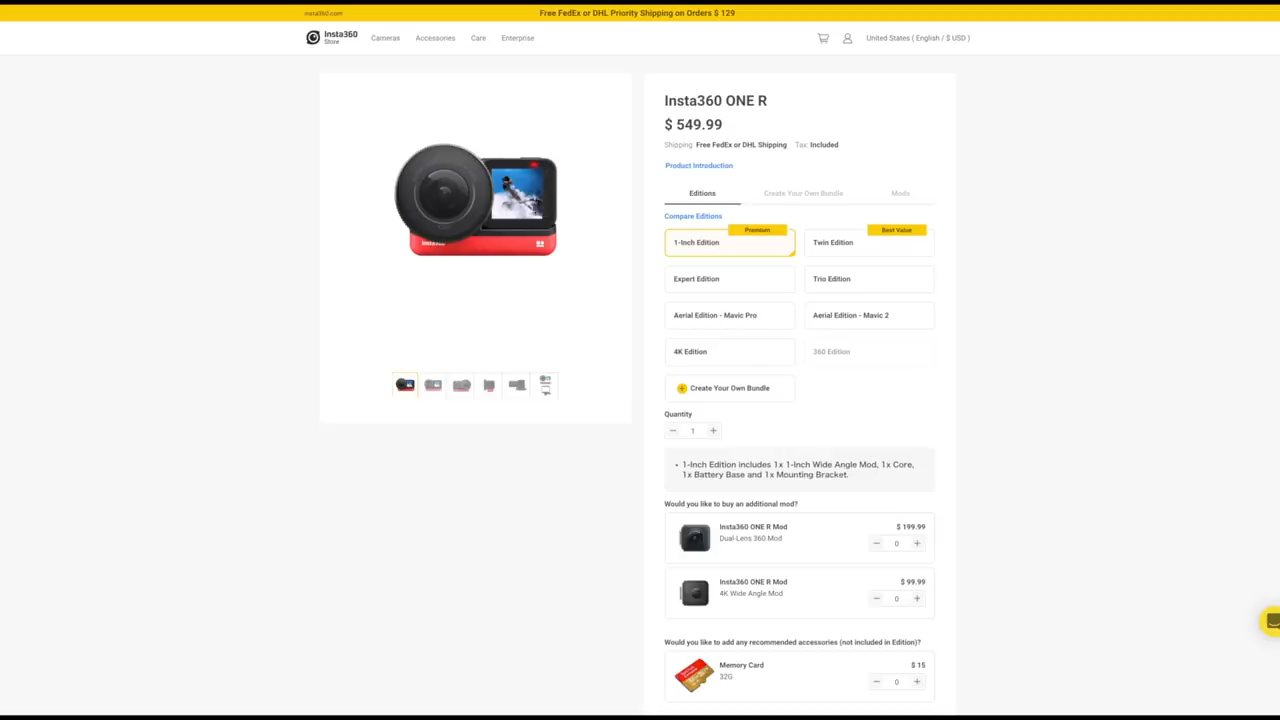 insta360.com
Free FedEx or DHL Priority Shipping on Orders $ 129
Insta360
Store
Cameras
Accessories
Care
Enterprise
United States ( English / $ USD )
Insta360 ONE R
$ 549.99
Shipping Free FedEx or DHL Shipping Tax: Included
Product Introduction
Editions
Create Your Own Bundle
Mods
Compare Editions
Premium
Best Value
1-Inch Edition
Twin Edition
Expert Edition
Trio Edition
Aerial Edition - Mavic Pro
Aerial Edition - Mavic 2
4K Edition
360 Edition
Create Your Own Bundle
Quantity
1
• 1-Inch Edition includes 1x 1-Inch Wide Angle Mod, 1x Core,
1x Battery Base and 1x Mounting Bracket.
Would you like to buy an additional mod?
Insta360 ONE R Mod
$ 199.99
Dual-Lens 360 Mod
0
Insta360 ONE R Mod
$ 99.99
4K Wide Angle Mod
0
Would you like to add any recommended accessories (not included in Edition)?
Memory Card
$ 15
32G
0
Insta360